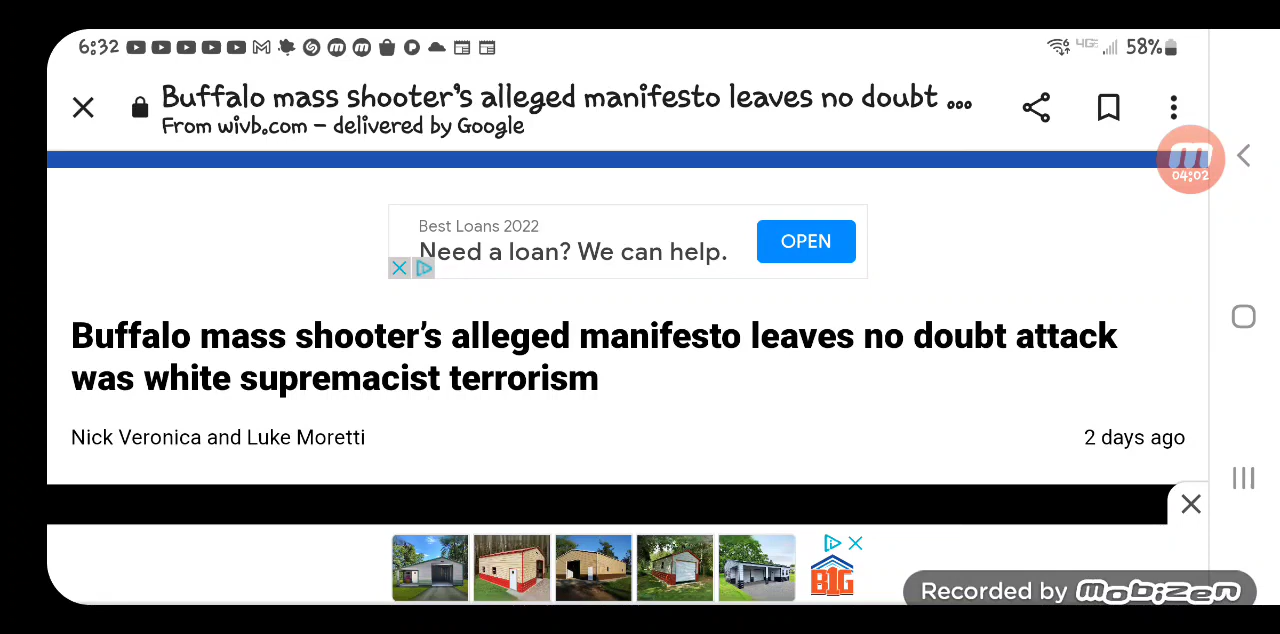 6:32
4GE 58%
Buffalo mass shooter's alleged manifesto leaves no doubt ...
From wivb.com – delivered by Google
04:02
Best Loans 2022
Need a loan? We can help.
OPEN
Buffalo mass shooter's alleged manifesto leaves no doubt attack
was white supremacist terrorism
Nick Veronica and Luke Moretti
2 days ago
BIG
Recorded by mobizen